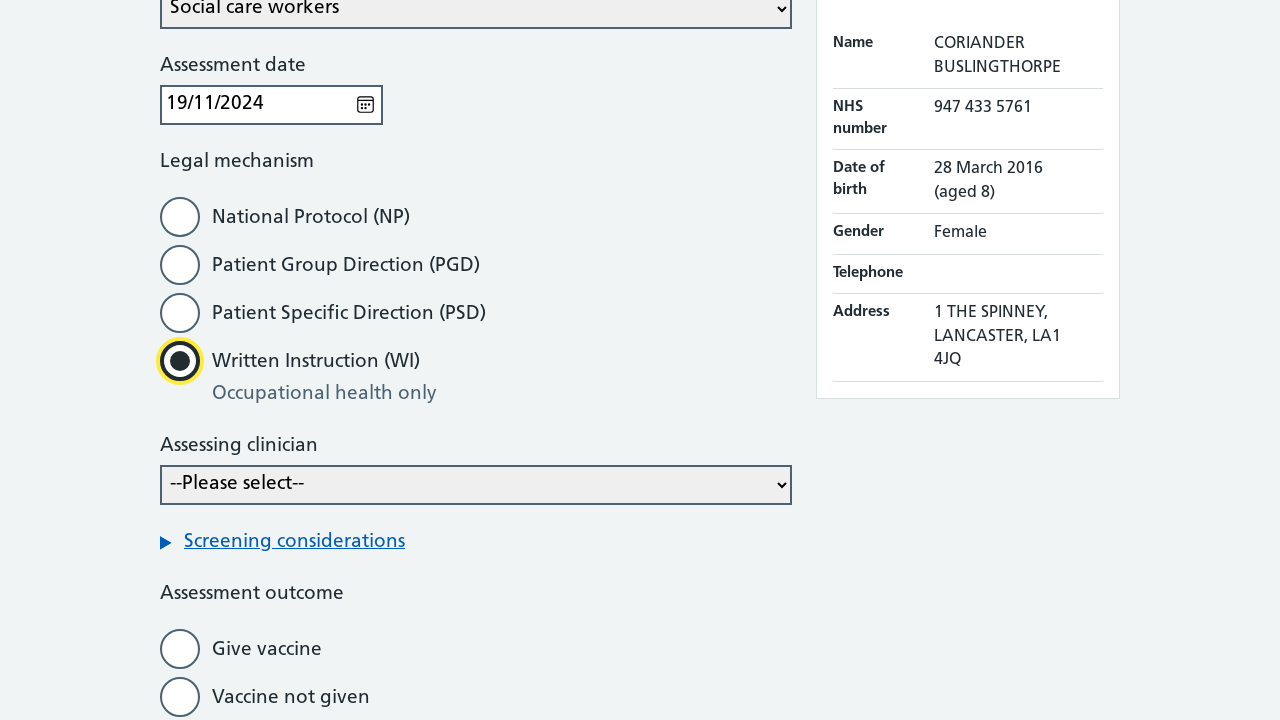 Social care workers
Assessment date
19/11/2024
Legal mechanism
National Protocol (NP)
Patient Group Direction (PGD)
Patient Specific Direction (PSD)
Written Instruction (WI)
Occupational health only
Assessing clinician
--Please select--
Screening considerations
Assessment outcome
Give vaccine
Vaccine not given
Name CORIANDER
BUSLINGTHORPE
NHS 947 433 5761
number
Date of 28 March 2016
birth (aged 8)
Gender Female
Telephone
Address 1 THE SPINNEY,
LANCASTER, LA1
4JQ